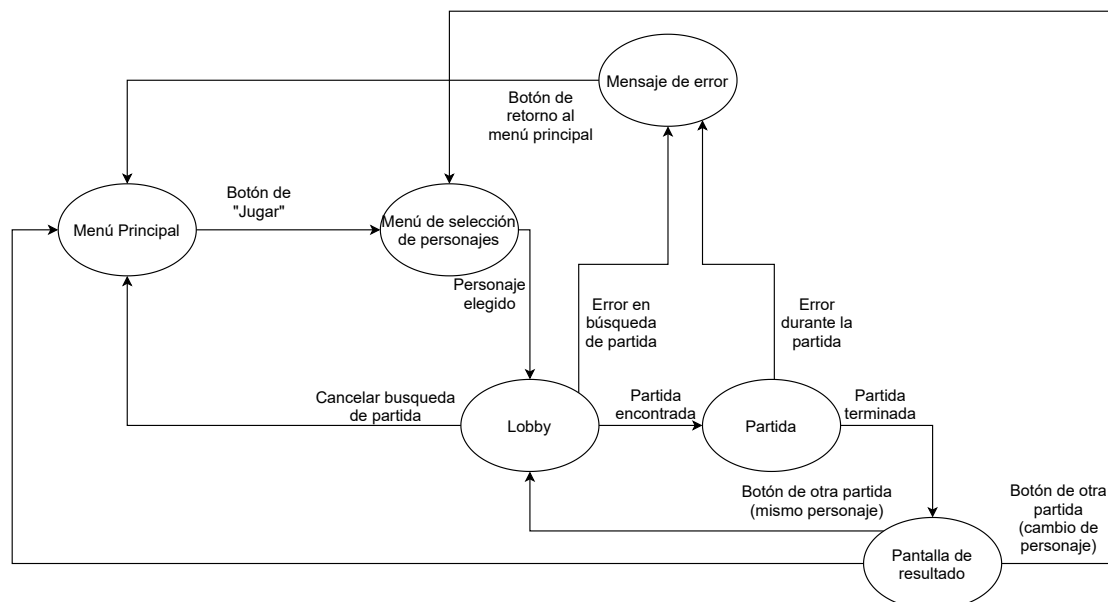 Mensaje de error
Botón de
retorno al
menú principal
Botón de
"Jugar"
Menú Principal
Menú de selección
de personajes
Personaje
elegido
Error en
búsqueda
de partida
Error
durante la
partida
Cancelar busqueda
de partida
Lobby
Partida
encontrada
Partida
Partida
terminada
Botón de otra partida
(mismo personaje)
Botón de otra
partida
(cambio de
personaje)
Pantalla de
resultado